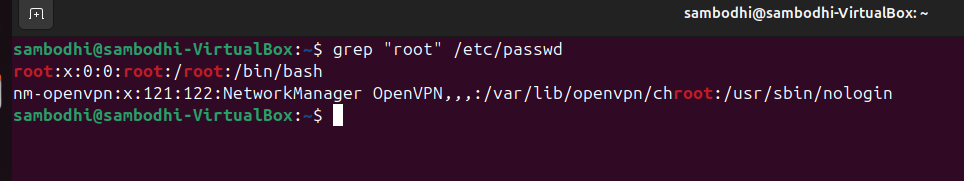 sambodhi@sambodhi-VirtualBox: ~
sambodhi@sambodhi-VirtualBox:~$ grep "root" /etc/passwd
root:x:0:0:root:/root:/bin/bash
nm-openvpn:x:121:122:NetworkManager OpenVPN,,,:/var/lib/openvpn/chroot:/usr/sbin/nologin
sambodhi@sambodhi-VirtualBox:~$